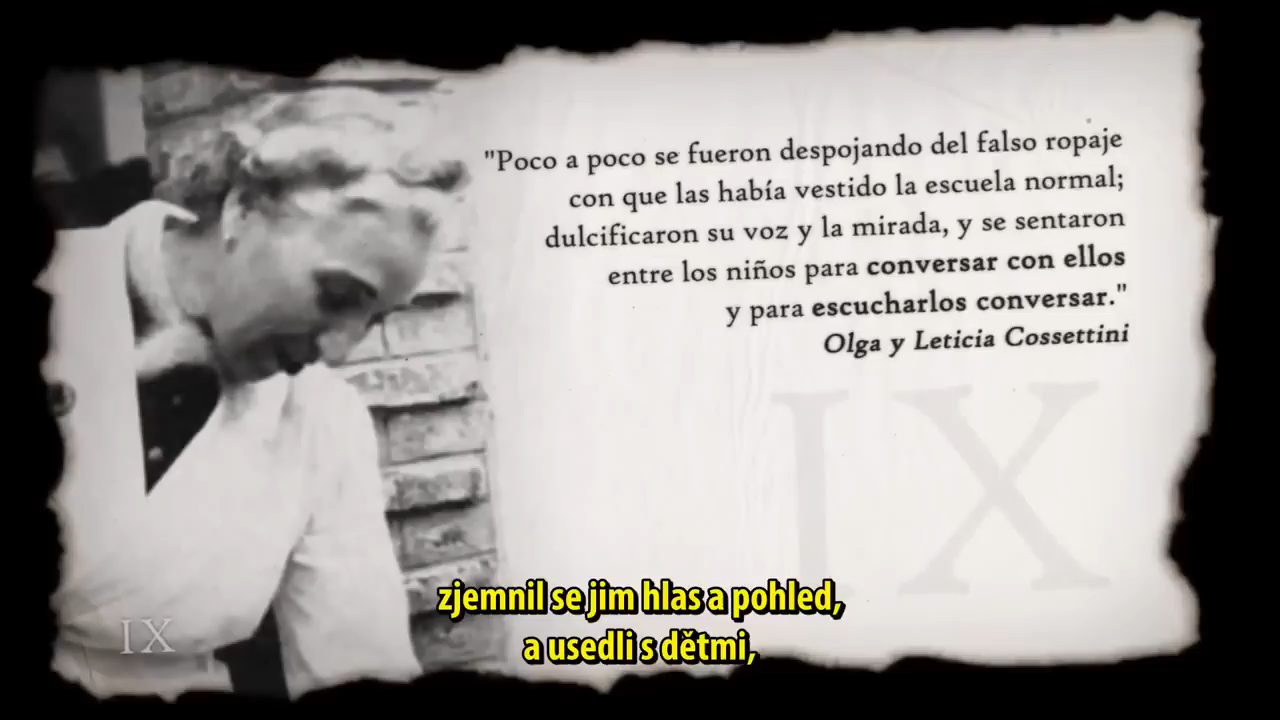 "Poco a poco se fueron despojando del falso ropaje
con que las había vestido la escuela normal;
dulcificaron su voz y la mirada, y se sentaron
entre los niños para conversar con ellos
y para escucharlos conversar."
Olga y Leticia Cossettini
IX
IX
zjemnil se jim hlas a pohled,
a usedli s dětmi,